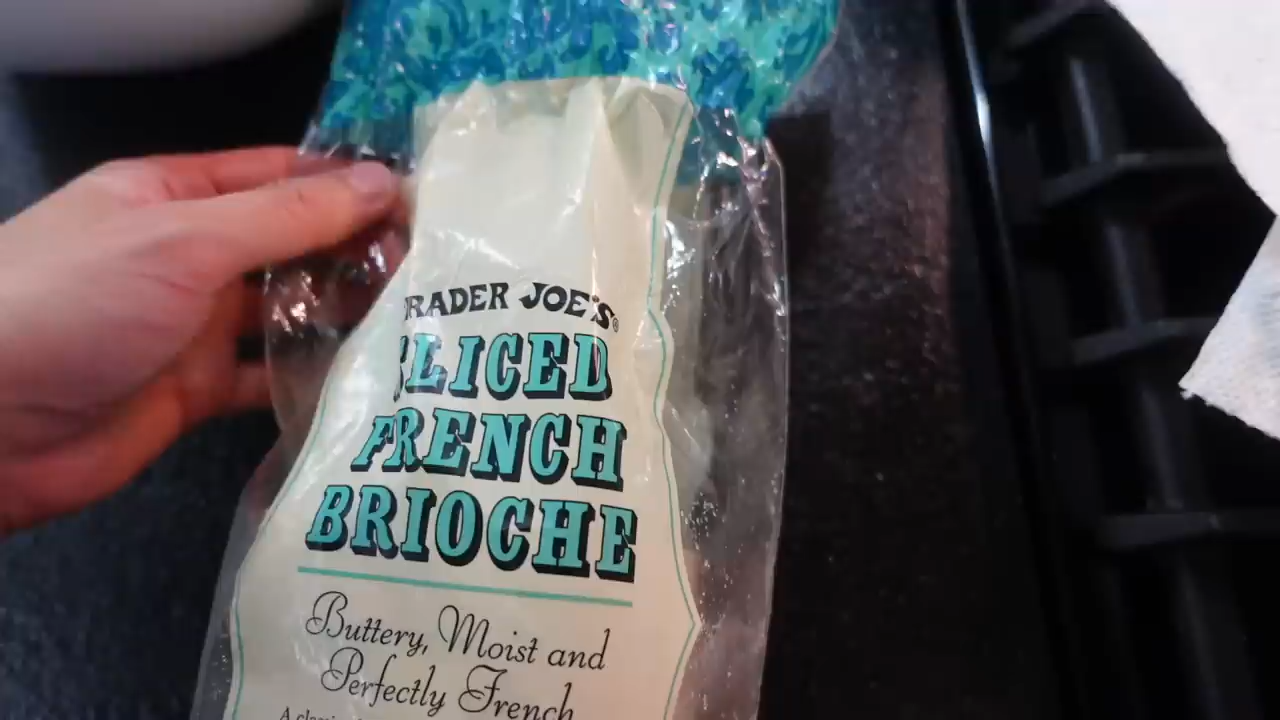 TRADER JOE'S®
SLICED
FRENCH
BRIOCHE
Buttery, Moist and
Perfectly French
A